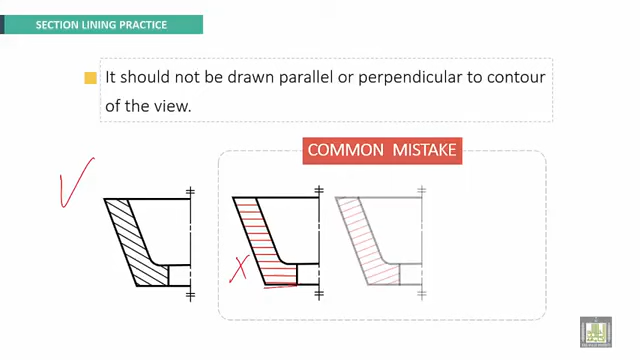 SECTION LINING PRACTICE
It should not be drawn parallel or perpendicular to contour
of the view.
COMMON MISTAKE